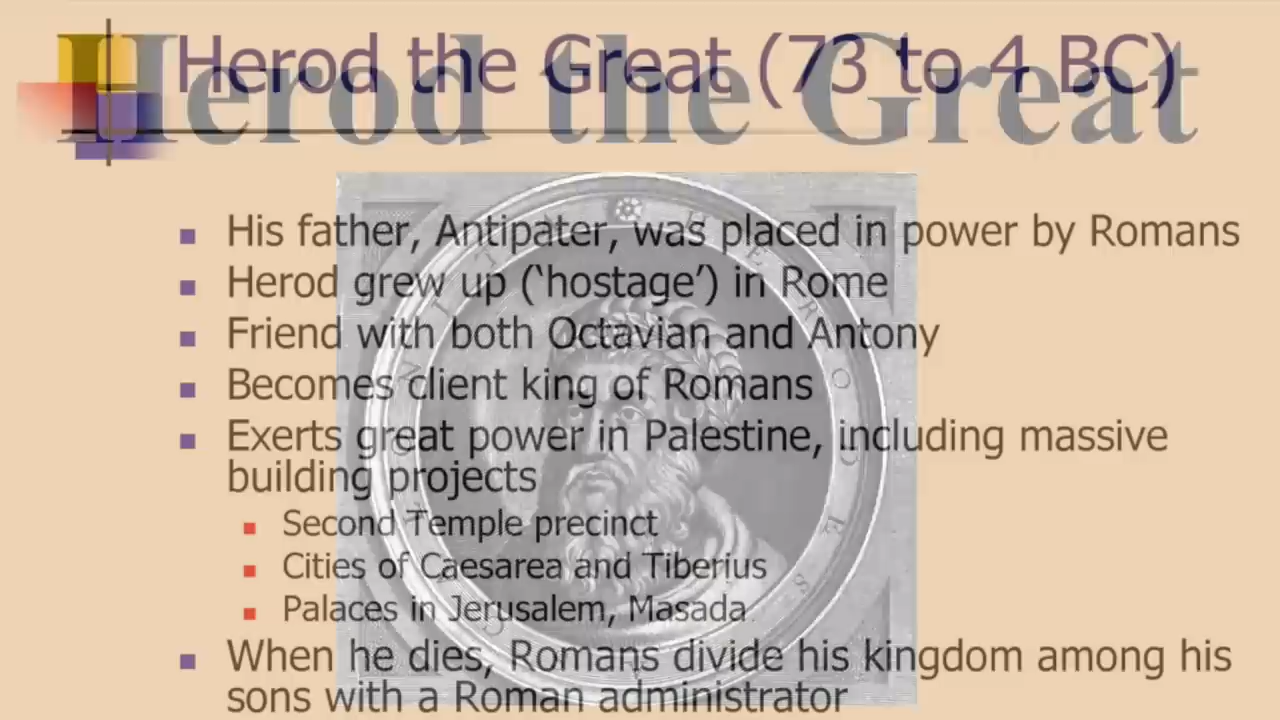 Herod the Great (73 to 4 BC)
Herod the Great
His father, Antipater, was placed in power by Romans
Herod grew up (‘hostage’) in Rome
Friend with both Octavian and Antony
Becomes client king of Romans
Exerts great power in Palestine, including massive
building projects
Second Temple precinct
Cities of Caesarea and Tiberius
Palaces in Jerusalem, Masada
When he dies, Romans divide his kingdom among his
sons with a Roman administrator